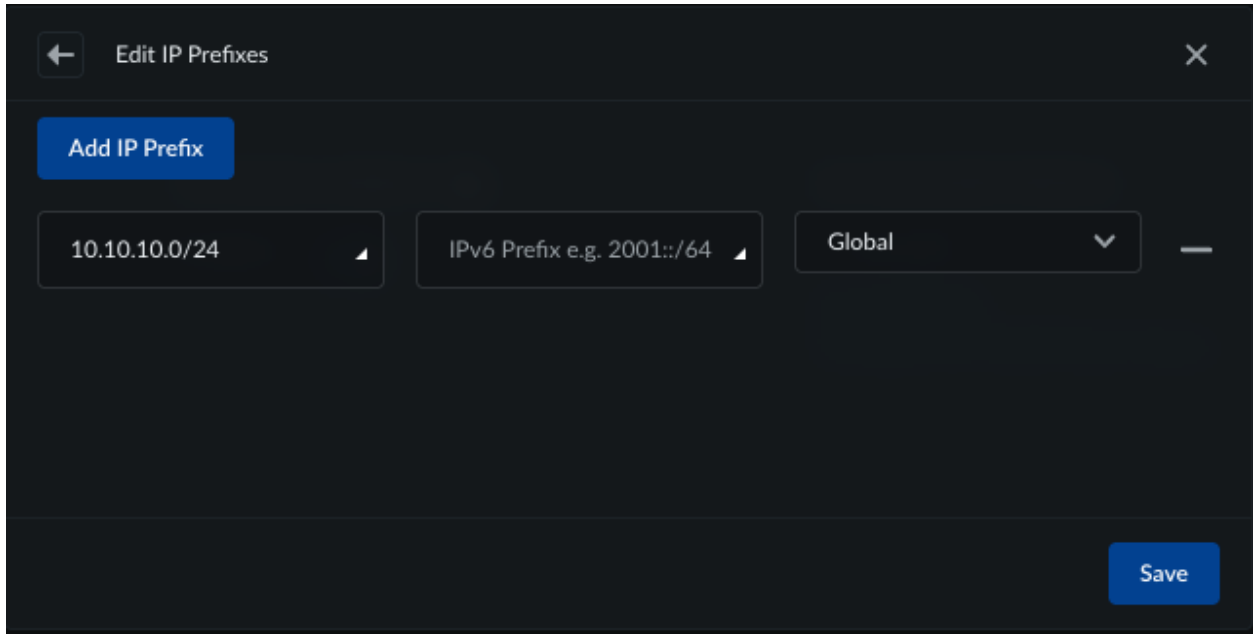 Edit IP Prefixes
Add IP Prefix
10.10.10.0/24 IPv6 Prefix e.g. 2001::/64 Global
Save